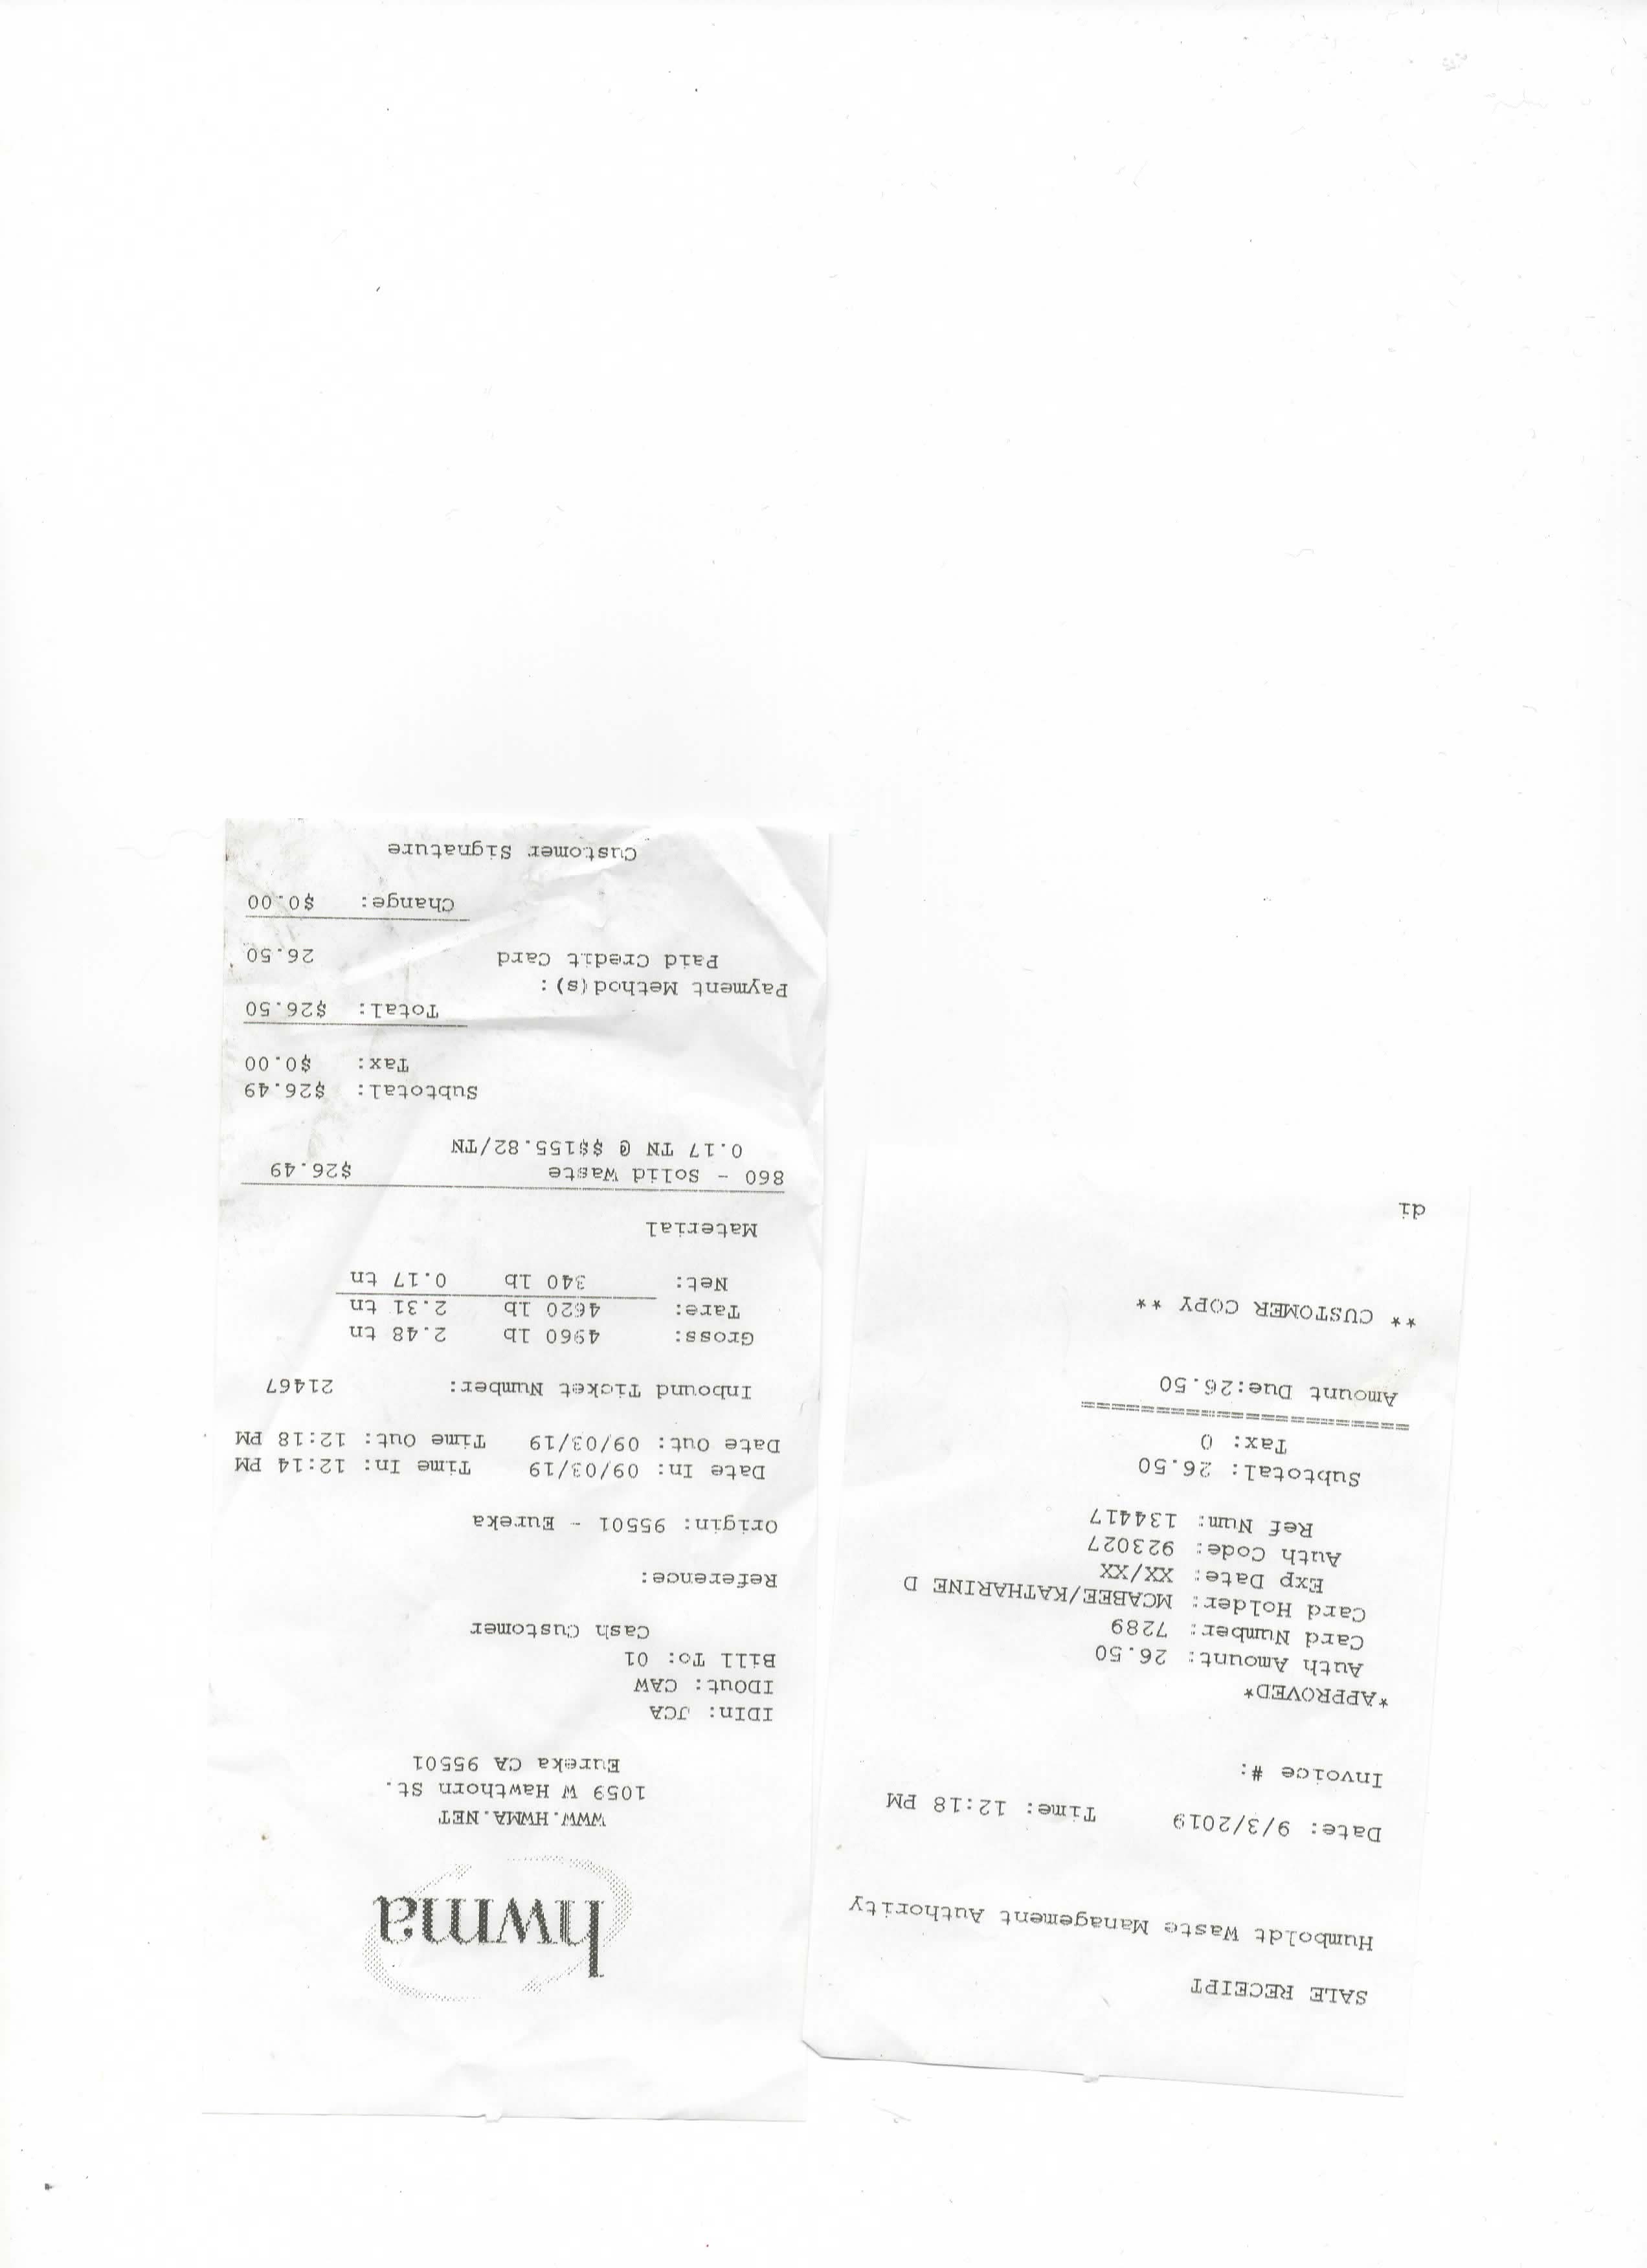 SALE RECEIPT
Humboldt Waste Management Authority
Date: 9/3/2019 Time: 12:18 PM
Invoice #:
*APPROVED*
Auth Amount: 26.50
Card Number: 7289
Card Holder: MCABEE/KATHARINE D
Exp Date: XX/XX
Auth Code: 923027
Ref Num: 134417
Subtotal: 26.50
Tax: 0
============================
Amount Due:26.50
** CUSTOMER COPY **
di
hwma
WWW.HWMA.NET
1059 W Hawthorn St.
Eureka CA 95501
IDIn: JCA
IDOut: CAW
Bill To: 01
Cash Customer
Reference:
Origin: 95501 - Eureka
Date In: 09/03/19 Time In: 12:14 PM
Date Out: 09/03/19 Time Out: 12:18 PM
Inbound Ticket Number: 21467
Gross: 4960 lb 2.48 tn
Tare: 4620 lb 2.31 tn
Net: 340 lb 0.17 tn
Material
860 - Solid Waste $26.49
0.17 TN @ $$155.82/TN
Subtotal: $26.49
Tax: $0.00
Total: $26.50
Payment Method(s):
Paid Credit Card 26.50
Change: $0.00
Customer Signature